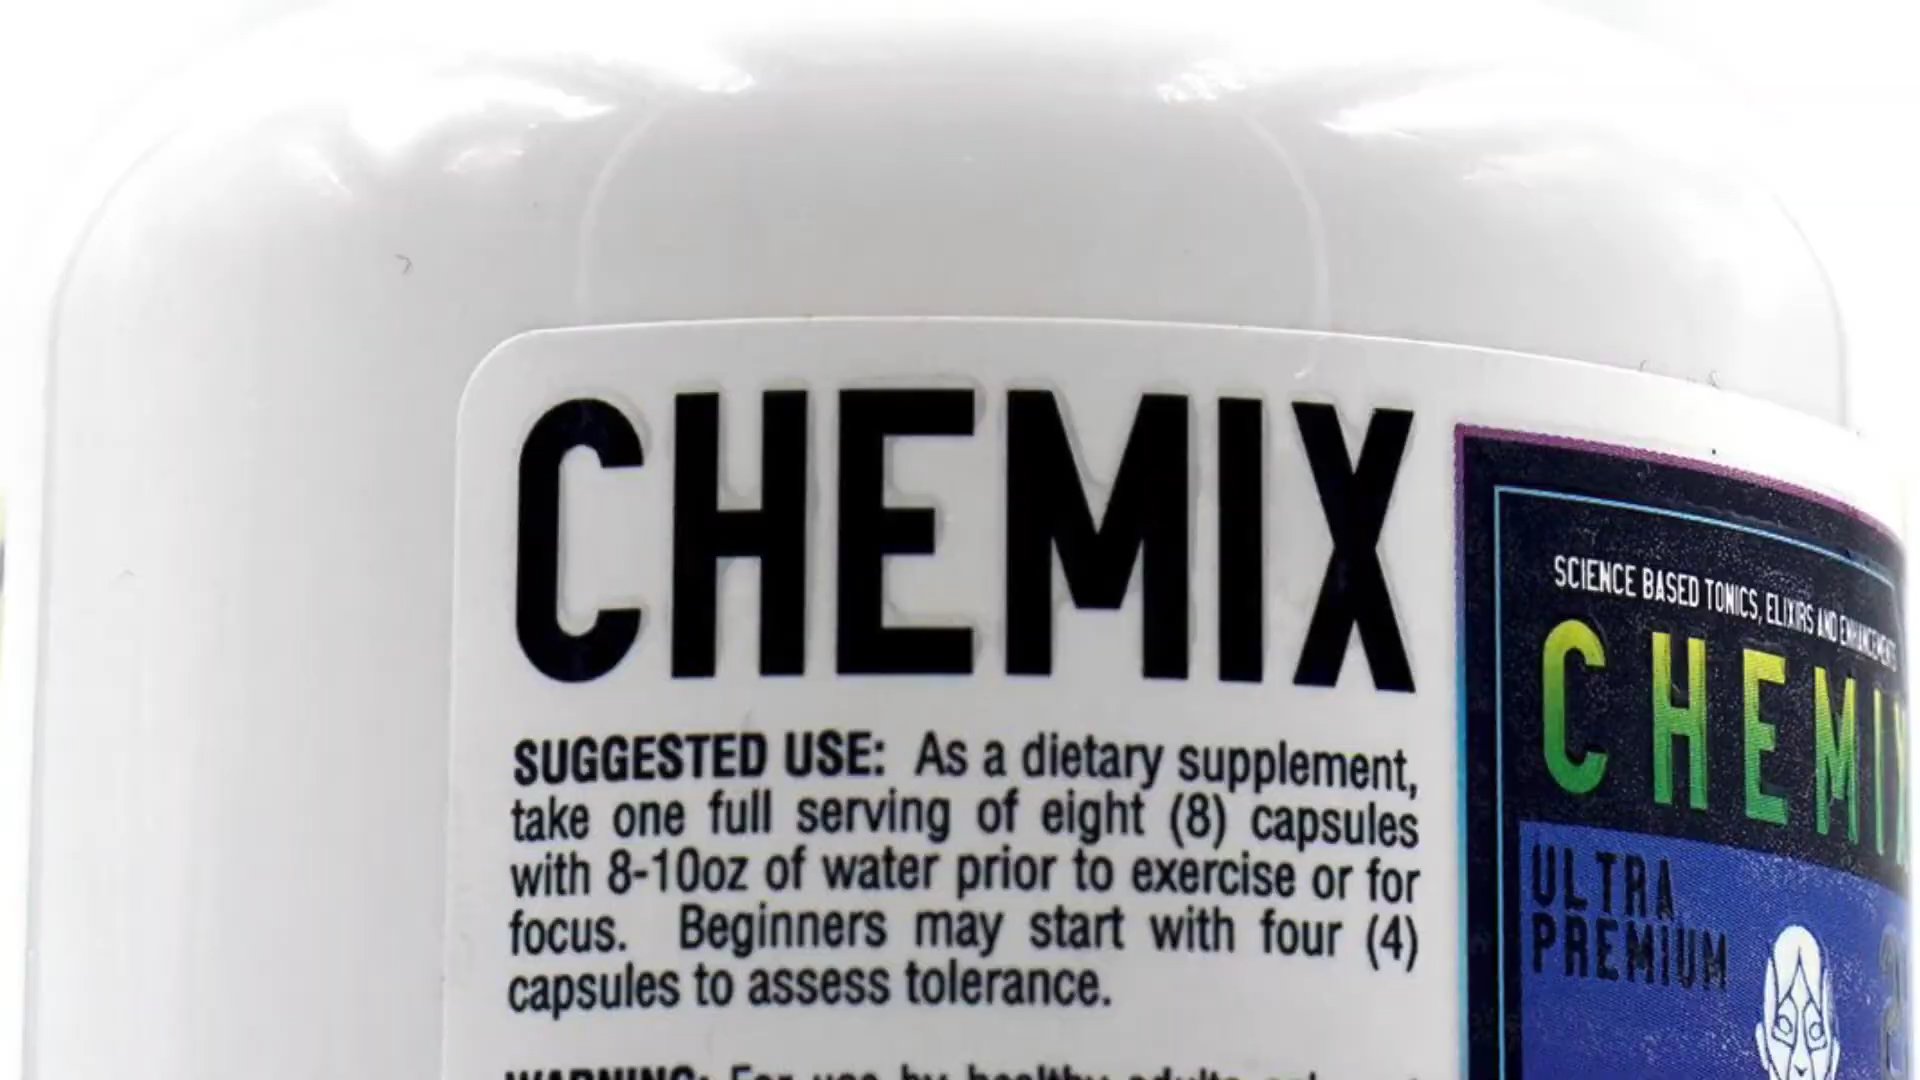 CHEMIX
SUGGESTED USE: As a dietary supplement,
take one full serving of eight (8) capsules
with 8-10oz of water prior to exercise or for
focus. Beginners may start with four (4)
capsules to assess tolerance.
WARNING: For use by healthy adults
SCIENCE BASED TONICS, ELIXIRS AND ENHANCEMENTS
CHEMIX
ULTRA
PREMIUM